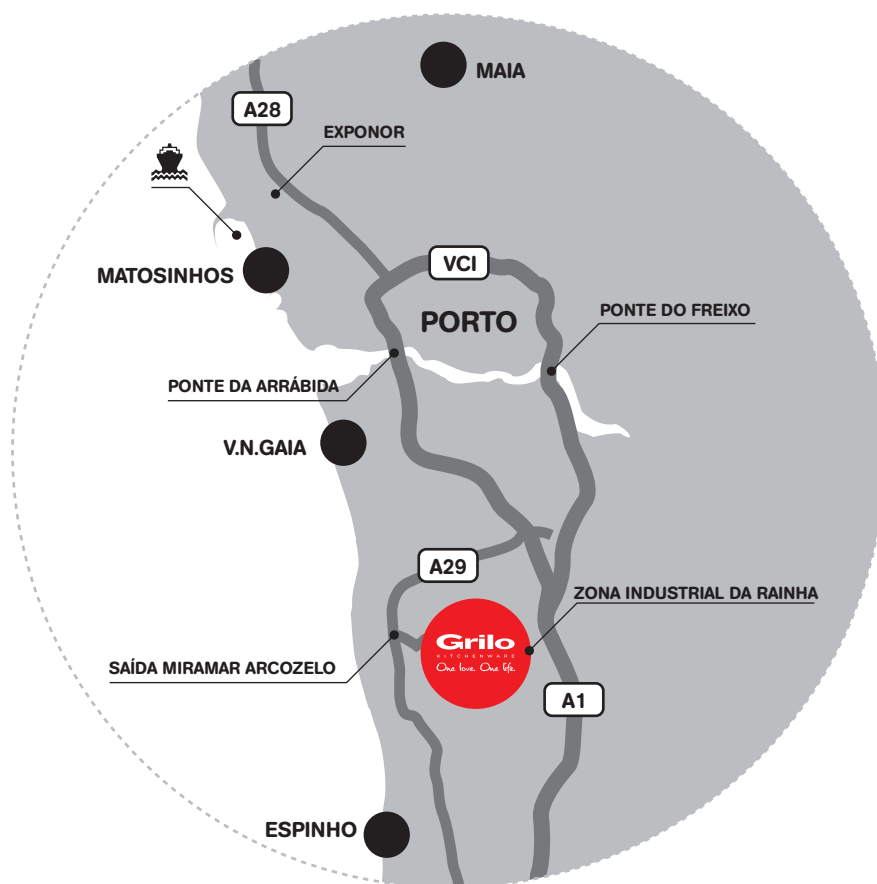 MAIA
A28
EXPONOR
MATOSINHOS
VCI
PORTO
PONTE DO FREIXO
PONTE DA ARRÁBIDA
V.N.GAIA
A29
ZONA INDUSTRIAL DA RAINHA
Grilo
KITCHENWARE
One love. One life.
SAÍDA MIRAMAR ARCOZELO
A1
ESPINHO